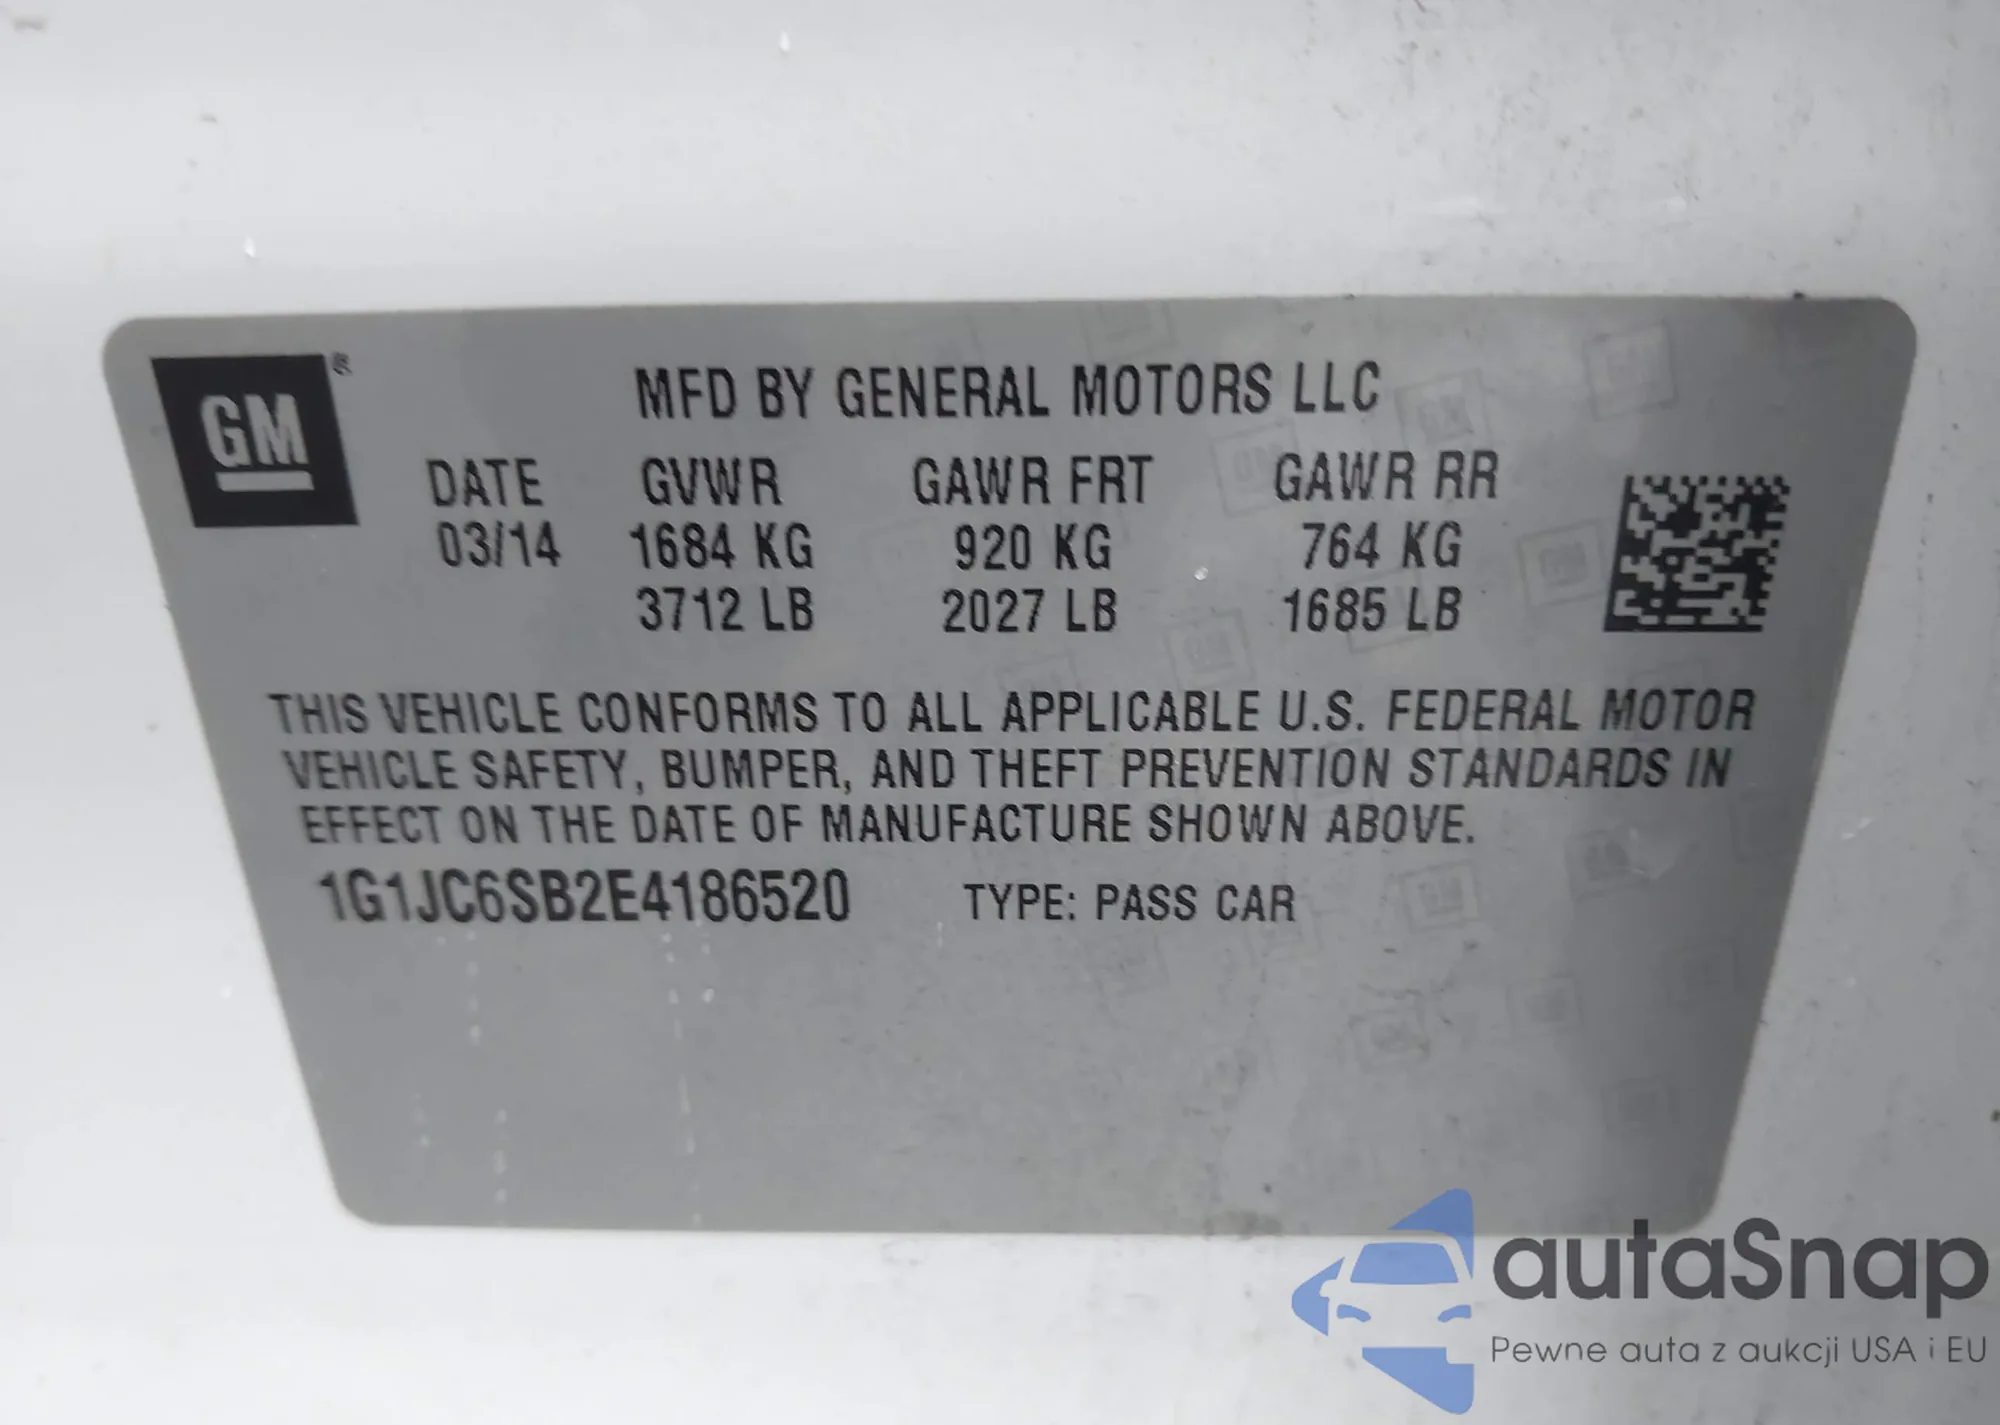 GM®
MFD BY GENERAL MOTORS LLC
DATE GVWR GAWR FRT GAWR RR
03/14 1684 KG 920 KG 764 KG
3712 LB 2027 LB 1685 LB
THIS VEHICLE CONFORMS TO ALL APPLICABLE U.S. FEDERAL MOTOR
VEHICLE SAFETY, BUMPER, AND THEFT PREVENTION STANDARDS IN
EFFECT ON THE DATE OF MANUFACTURE SHOWN ABOVE.
1G1JC6SB2E4186520 TYPE: PASS CAR
autaSnap
Pewne auta z aukcji USA i EU